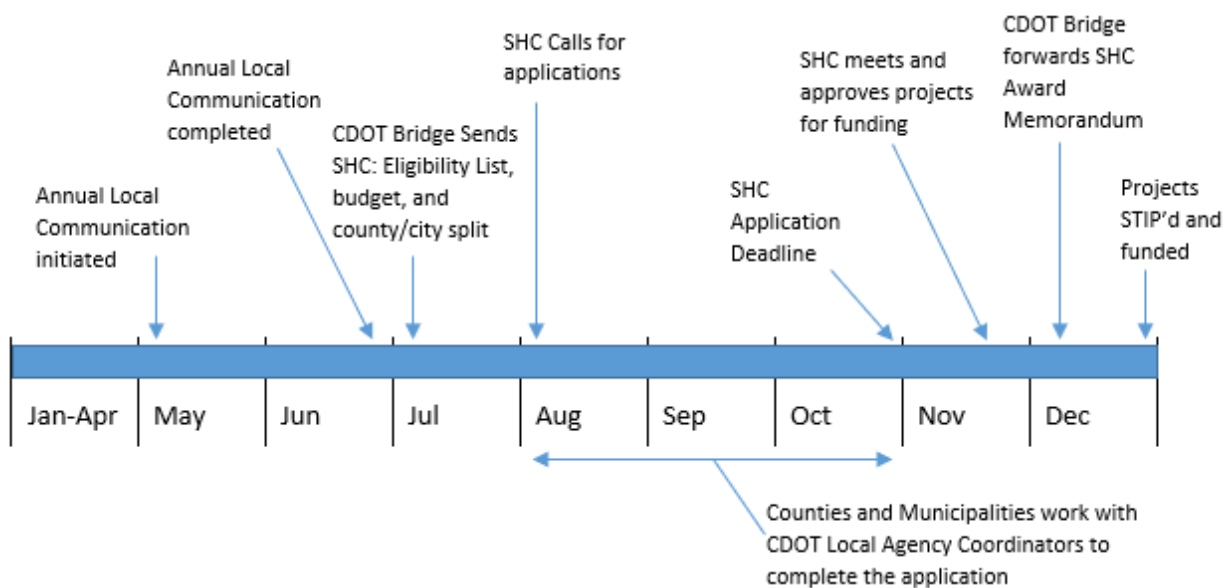 Annual Local
Communication
initiated
Annual Local
Communication
completed
CDOT Bridge Sends
SHC: Eligibility List,
budget, and
county/city split
SHC Calls for
applications
SHC
Application
Deadline
SHC meets and
approves projects
for funding
CDOT Bridge
forwards SHC
Award
Memorandum
Projects
STIP’d and
funded
Jan-Apr
May
Jun
Jul
Aug
Sep
Oct
Nov
Dec
Counties and Municipalities work with
CDOT Local Agency Coordinators to
complete the application